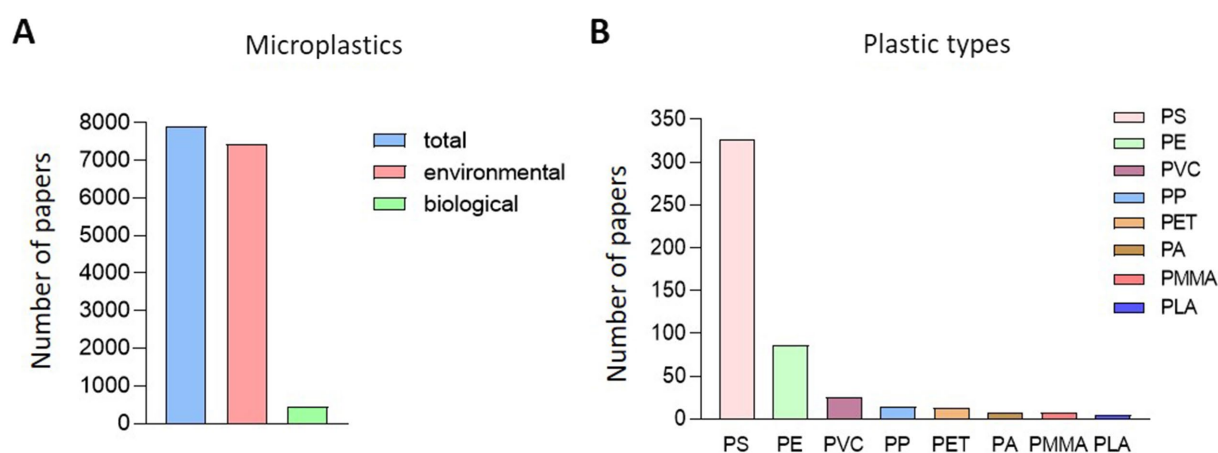 A
Microplastics
Number of papers
8000
7000
6000
5000
4000
3000
2000
1000
0
total
environmental
biological
B
Plastic types
Number of papers
350
300
250
200
150
100
50
0
PS PE PVC PP PET PA PMMA PLA
PS
PE
PVC
PP
PET
PA
PMMA
PLA